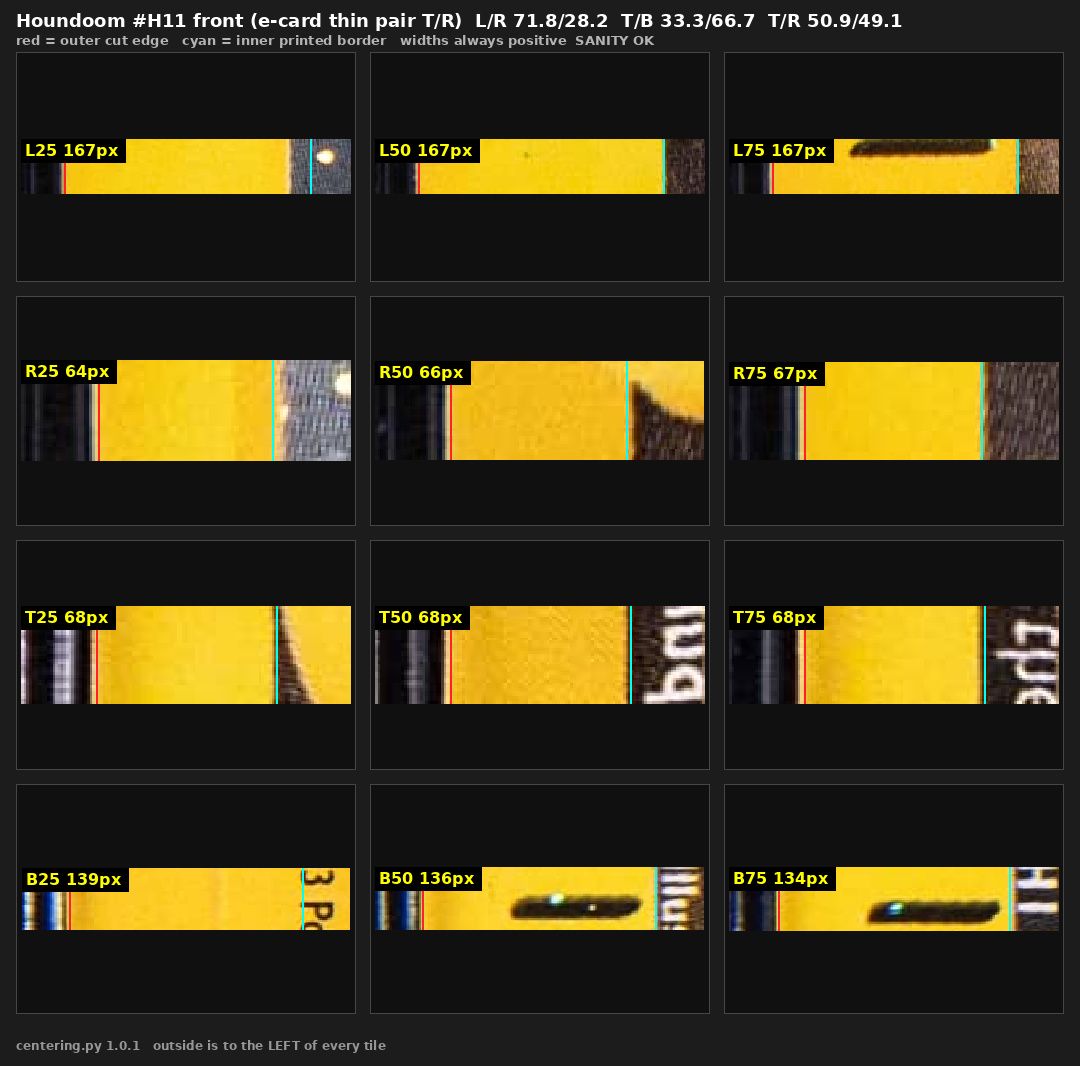 Houndoom #H11 front (e-card thin pair T/R)  L/R 71.8/28.2  T/B 33.3/66.7  T/R 50.9/49.1
red = outer cut edge   cyan = inner printed border   widths always positive  SANITY OK
L25 167px
L50 167px
L75 167px
R25 64px
R50 66px
R75 67px
T25 68px
T50 68px
T75 68px
B25 139px
3 Po
B50 136px
B75 134px
H1
centering.py 1.0.1   outside is to the LEFT of every tile